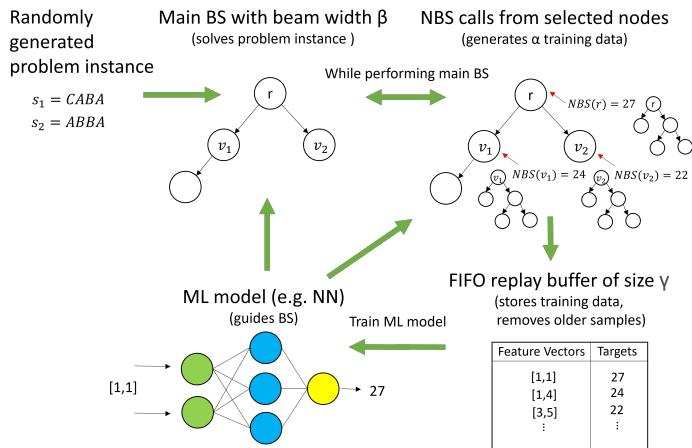 Randomly
generated
problem instance
s₁ = CABA
s₂ = ABBA
Main BS with beam width β
(solves problem instance )
r
v₁
v₂
While performing main BS
NBS calls from selected nodes
(generates α training data)
r
NBS(r) = 27
r
v₁
v₂
NBS(v₁) = 24
NBS(v₂) = 22
v₁
v₂
ML model (e.g. NN)
(guides BS)
[1,1]
27
Train ML model
FIFO replay buffer of size γ
(stores training data,
removes older samples)
Feature Vectors Targets
[1,1] 27
[1,4] 24
[3,5] 22
⋮ ⋮